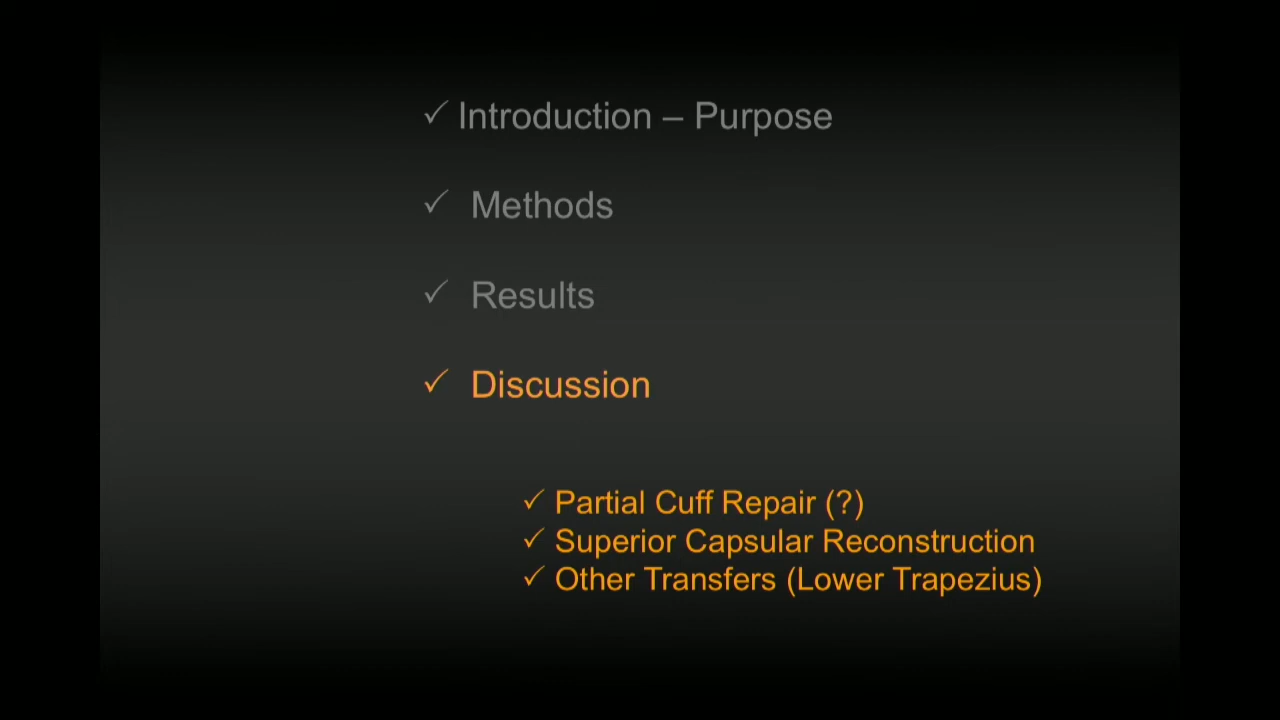 ✓ Introduction – Purpose
✓ Methods
✓ Results
✓ Discussion
✓ Partial Cuff Repair (?)
✓ Superior Capsular Reconstruction
✓ Other Transfers (Lower Trapezius)